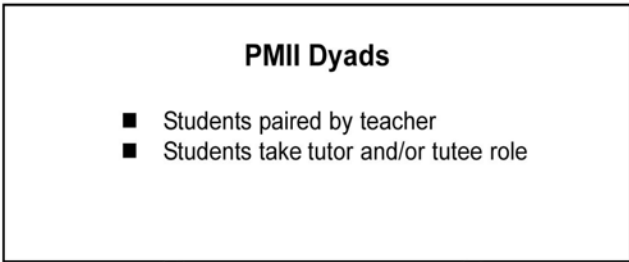 PMII Dyads
■ Students paired by teacher
■ Students take tutor and/or tutee role